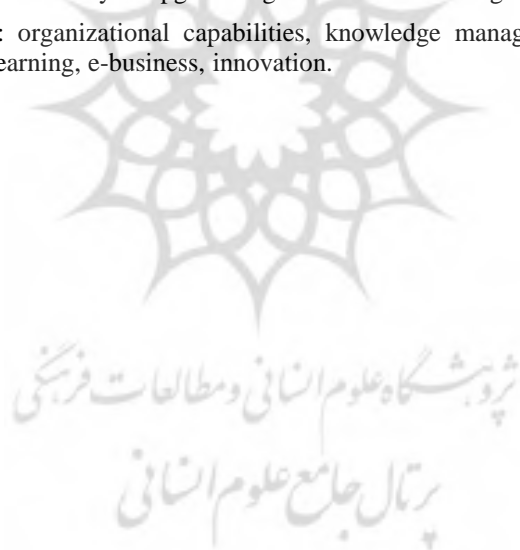 : organizational capabilities, knowledge manag
earning, e-business, innovation.
پژوهشگاه علوم انسانی و مطالعات فرهنگی
پرتال جامع علوم انسانی